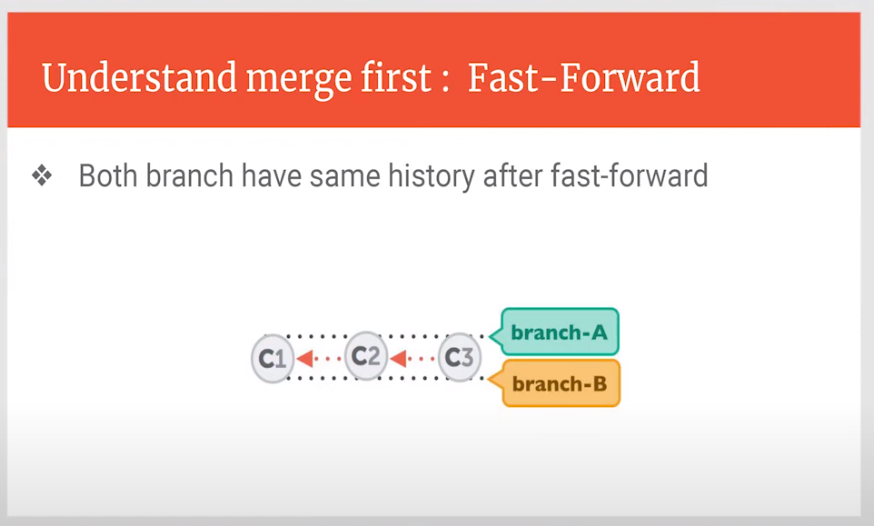 Understand merge first : Fast-Forward
❖ Both branch have same history after fast-forward
branch-A
C1 C2 C3
branch-B